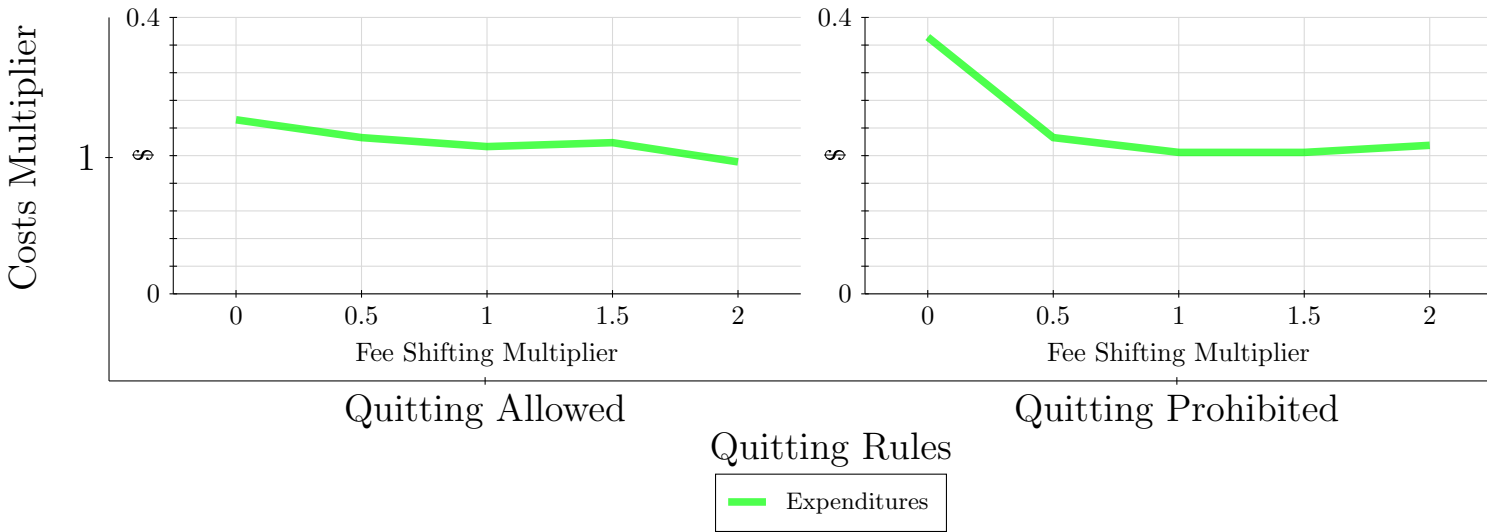 Costs Multiplier
1
0.4
$
0
0 0.5 1 1.5 2
Fee Shifting Multiplier
Quitting Allowed
0.4
$
0
0 0.5 1 1.5 2
Fee Shifting Multiplier
Quitting Prohibited
Quitting Rules
Expenditures